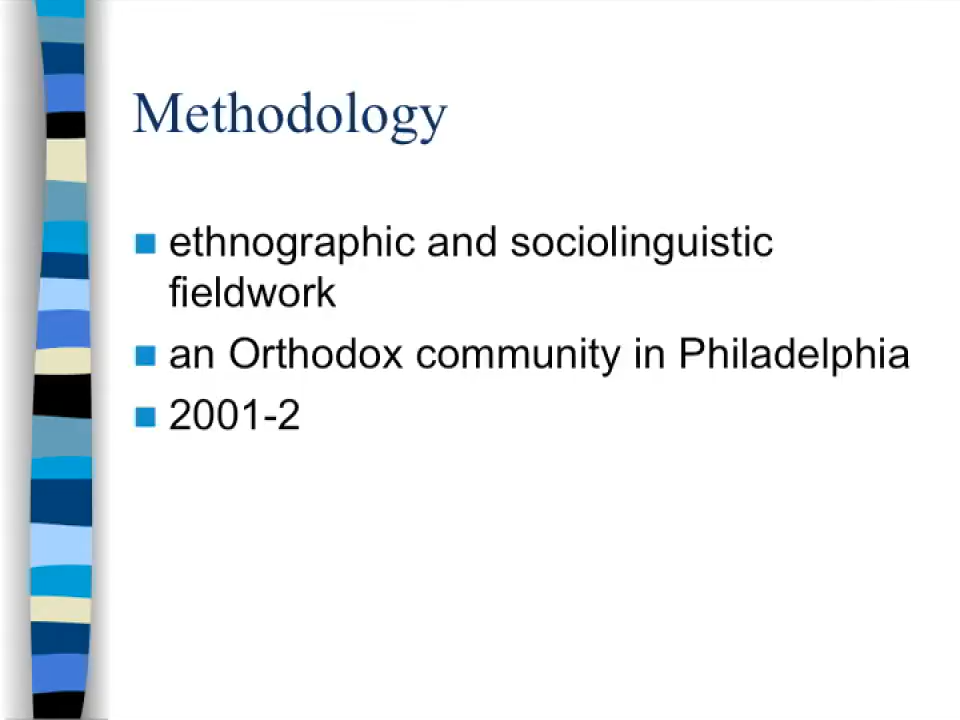 Methodology
ethnographic and sociolinguistic
fieldwork
an Orthodox community in Philadelphia
2001-2